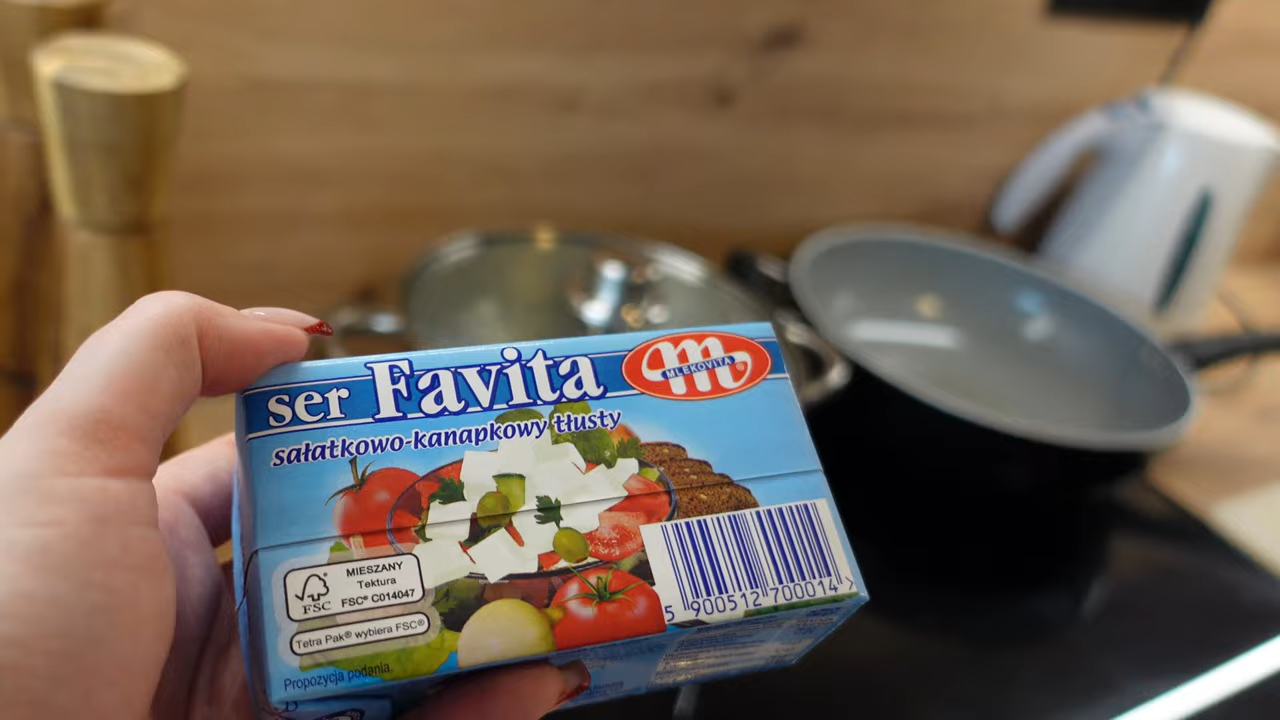 ser Favita
MLEKOVITA
sałatkowo-kanapkowy tłusty
FSC
MIESZANY
Tektura
FSC® C014047
Tetra Pak® wybiera FSC®
Propozycja podania.
5 900512 700014 >